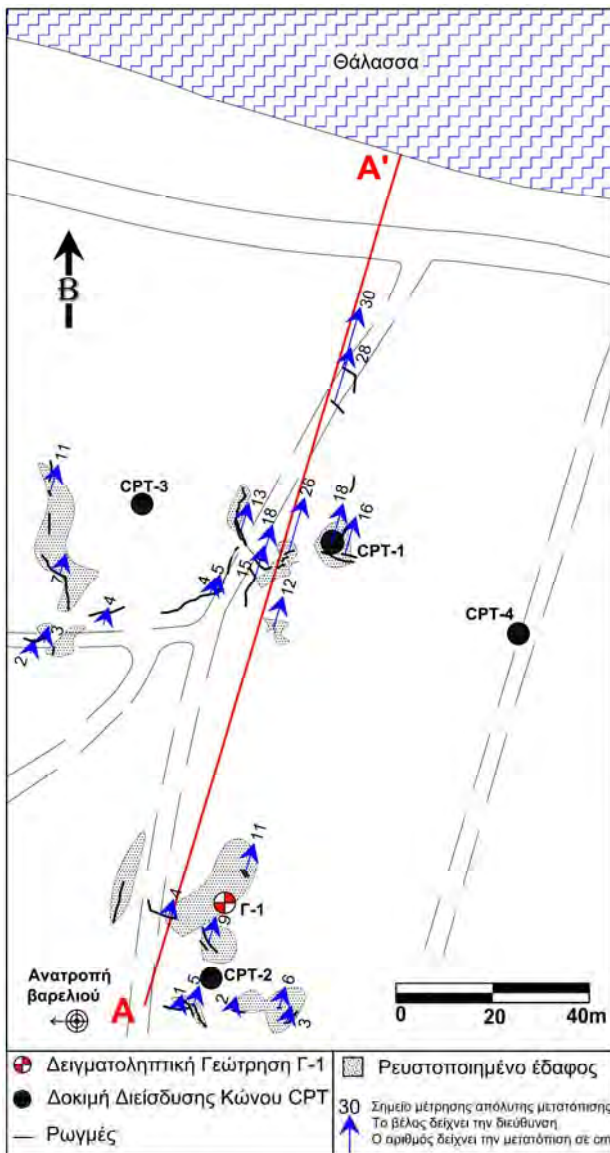 Θάλασσα
A'
B
30
28
11
CPT-3
13
18
26
18
16
CPT-1
7
15
4
5
12
4
CPT-4
3
2
11
4
Γ-1
9
CPT-2
Ανατροπή
βαρελιού
A
1
5
2
6
3
0 20 40m
Δειγματοληπτική Γεώτρηση Γ-1
Δοκιμή Διείσδυσης Κώνου CPT
Ρωγμές
Ρευστοποιημένο έδαφος
30 Σημείο μέτρησης απόλυτης μετατόπισης
Το βέλος δείχνει την διεύθυνση
Ο αριθμός δείχνει την μετατόπιση σε cm